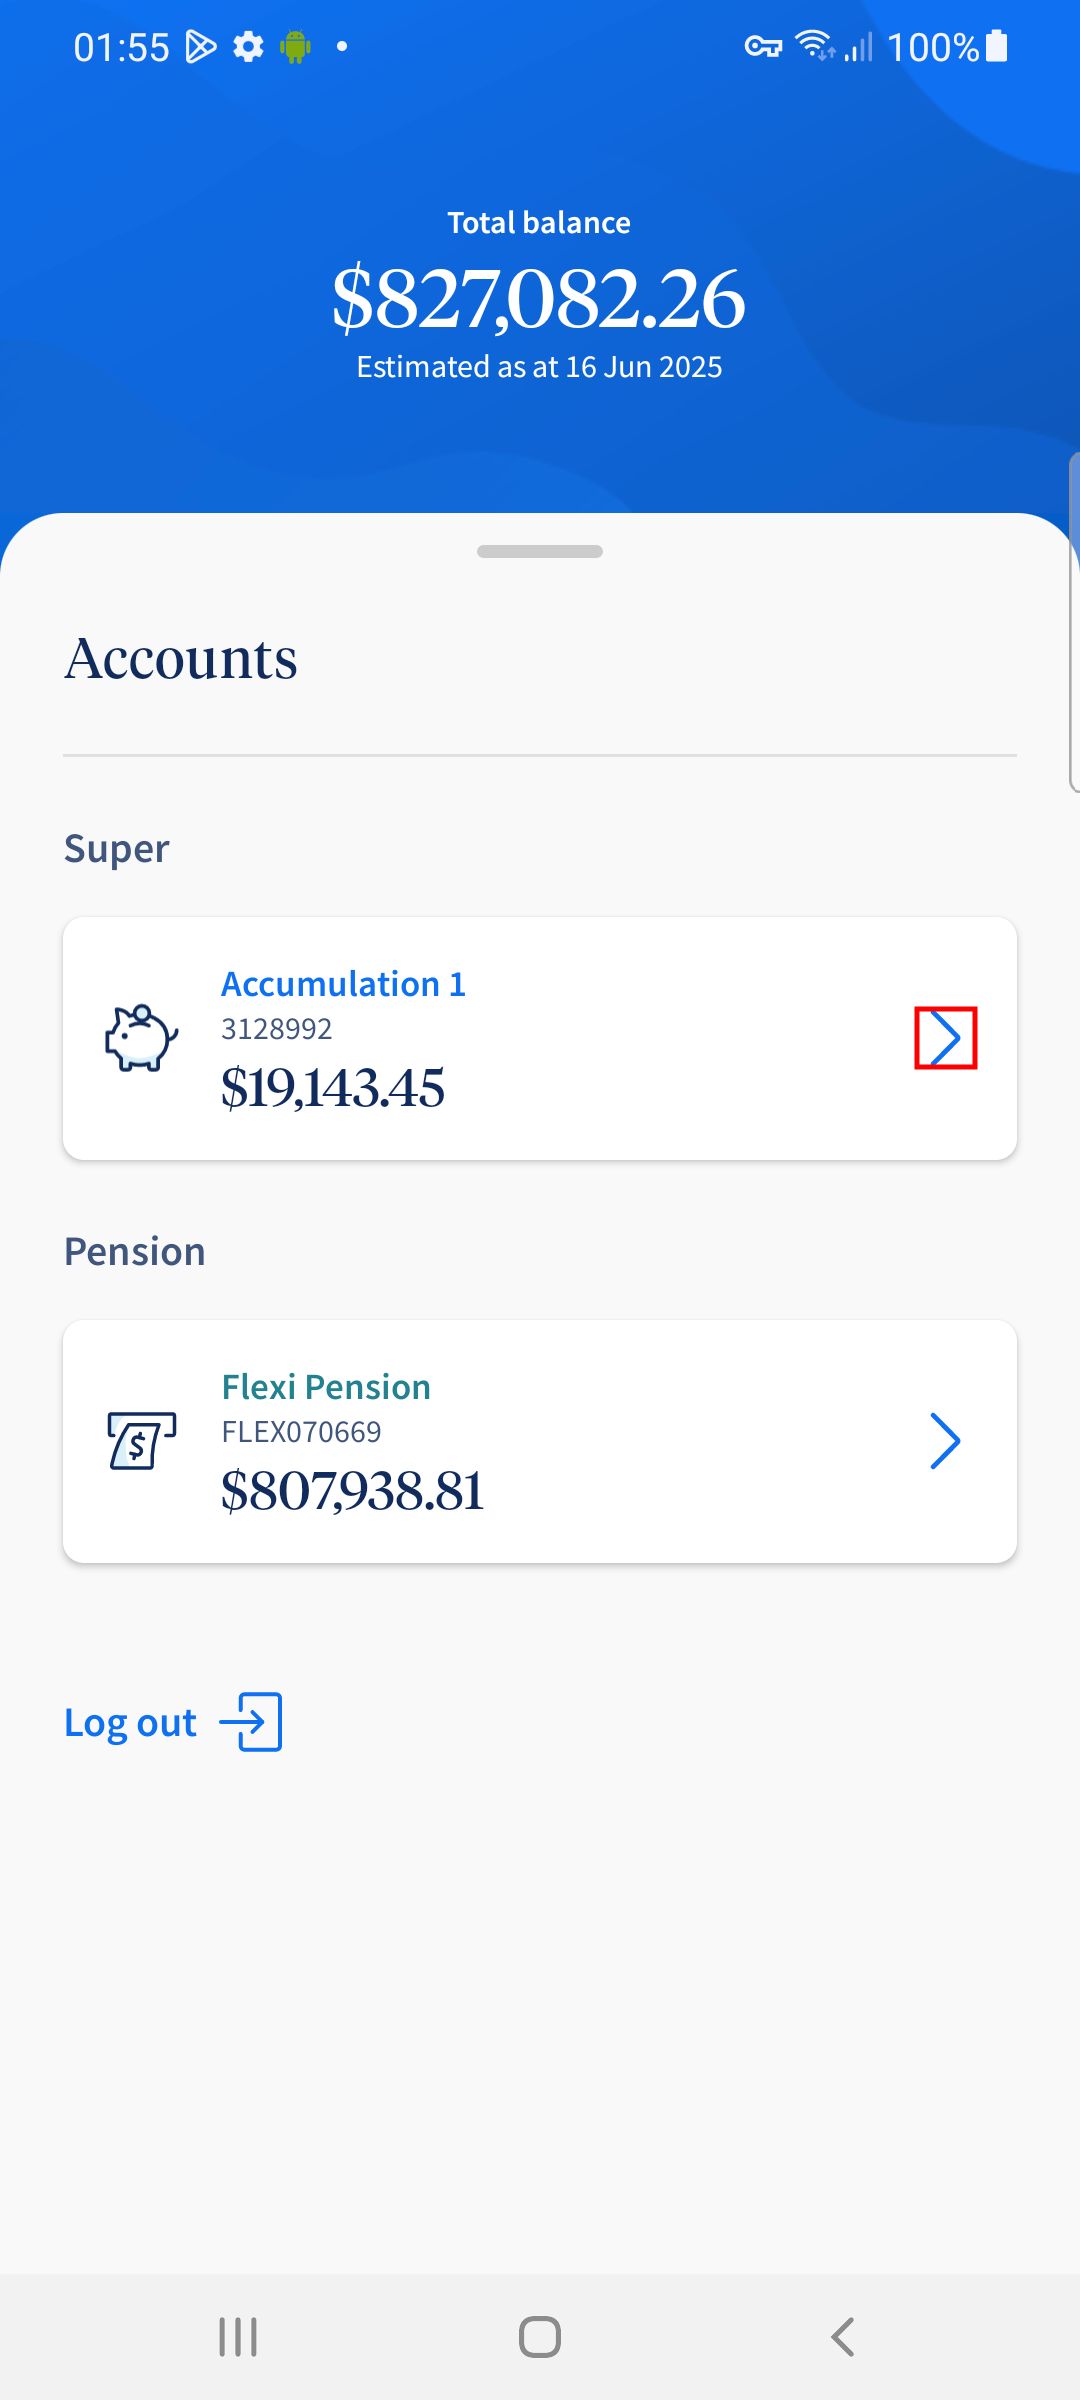 01:55
100%
Total balance
$827,082.26
Estimated as at 16 Jun 2025
Accounts
Super
Accumulation 1
3128992
$19,143.45
Pension
Flexi Pension
FLEX070669
$807,938.81
Log out